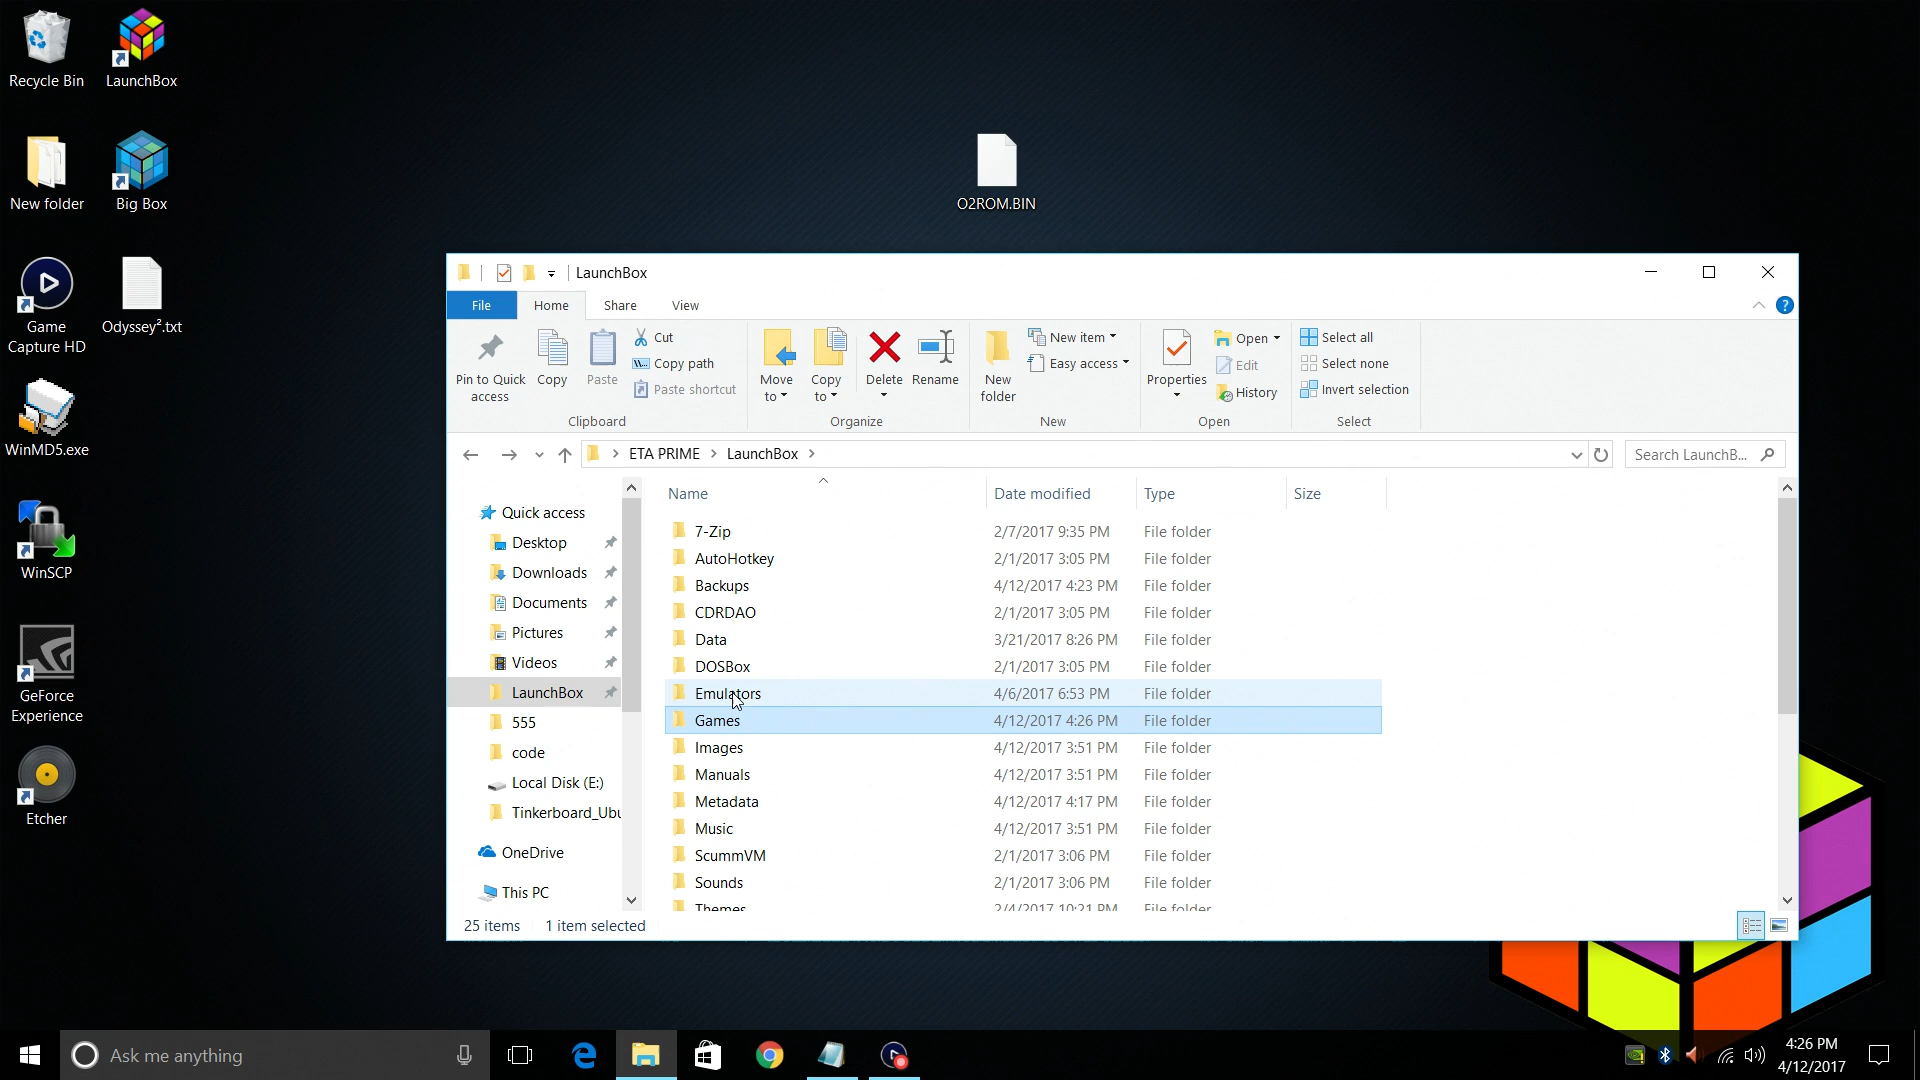 Recycle Bin
LaunchBox
New folder
Big Box
Game
Capture HD
Odyssey².txt
WinMD5.exe
WinSCP
GeForce
Experience
Etcher
O2ROM.BIN
LaunchBox
File
Home
Share
View
Pin to Quick
access
Copy
Paste
Cut
Copy path
Paste shortcut
Clipboard
Move
to
Copy
to
Delete
Rename
Organize
New
folder
New item
Easy access
New
Properties
Open
Edit
History
Open
Select all
Select none
Invert selection
Select
ETA PRIME > LaunchBox >
Search LaunchB...
Quick access
Desktop
Downloads
Documents
Pictures
Videos
LaunchBox
555
code
Local Disk (E:)
Tinkerboard_Ubu
OneDrive
This PC
Name Date modified Type Size
7-Zip 2/7/2017 9:35 PM File folder
AutoHotkey 2/1/2017 3:05 PM File folder
Backups 4/12/2017 4:23 PM File folder
CDRDAO 2/1/2017 3:05 PM File folder
Data 3/21/2017 8:26 PM File folder
DOSBox 2/1/2017 3:05 PM File folder
Emulators 4/6/2017 6:53 PM File folder
Games 4/12/2017 4:26 PM File folder
Images 4/12/2017 3:51 PM File folder
Manuals 4/12/2017 3:51 PM File folder
Metadata 4/12/2017 4:17 PM File folder
Music 4/12/2017 3:51 PM File folder
ScummVM 2/1/2017 3:06 PM File folder
Sounds 2/1/2017 3:06 PM File folder
Themes 2/4/2017 10:21 PM File folder
25 items 1 item selected
Ask me anything
4:26 PM
4/12/2017